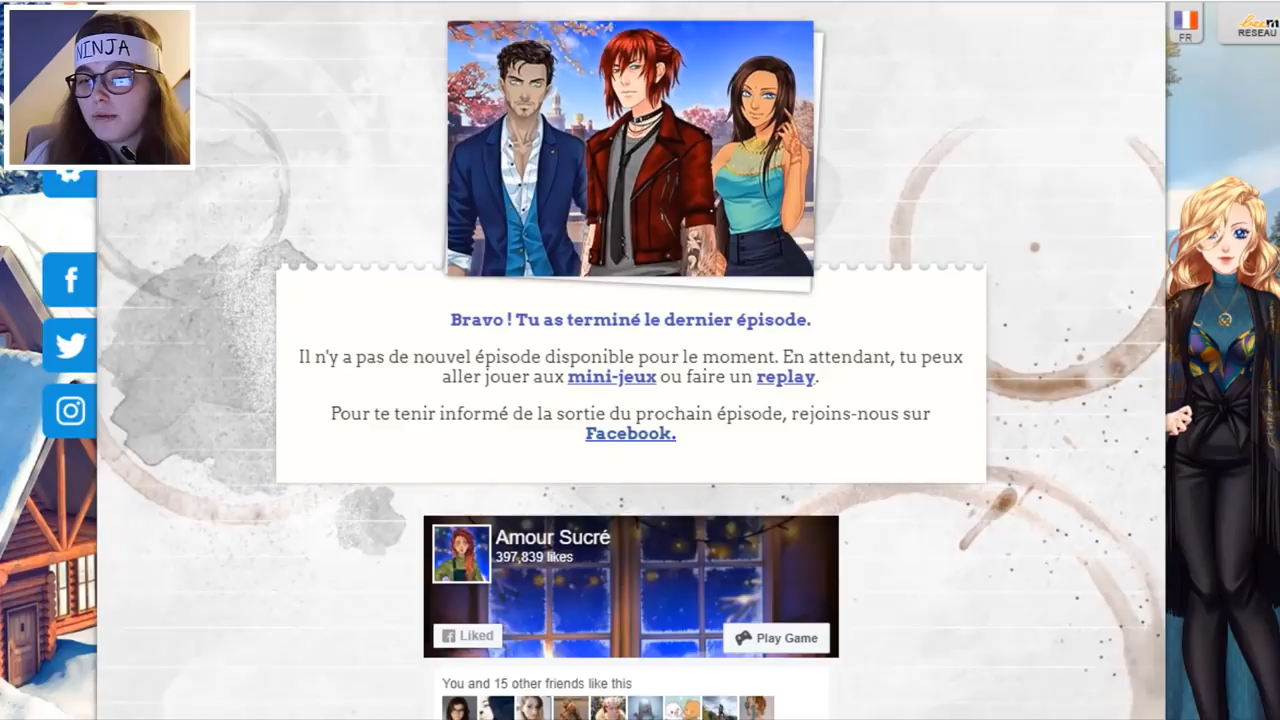 NINJA
FR
beem
RESEAU
Bravo ! Tu as terminé le dernier épisode.
Il n'y a pas de nouvel épisode disponible pour le moment. En attendant, tu peux
aller jouer aux mini-jeux ou faire un replay.
Pour te tenir informé de la sortie du prochain épisode, rejoins-nous sur
Facebook.
Amour Sucré
397,839 likes
Liked
Play Game
You and 15 other friends like this